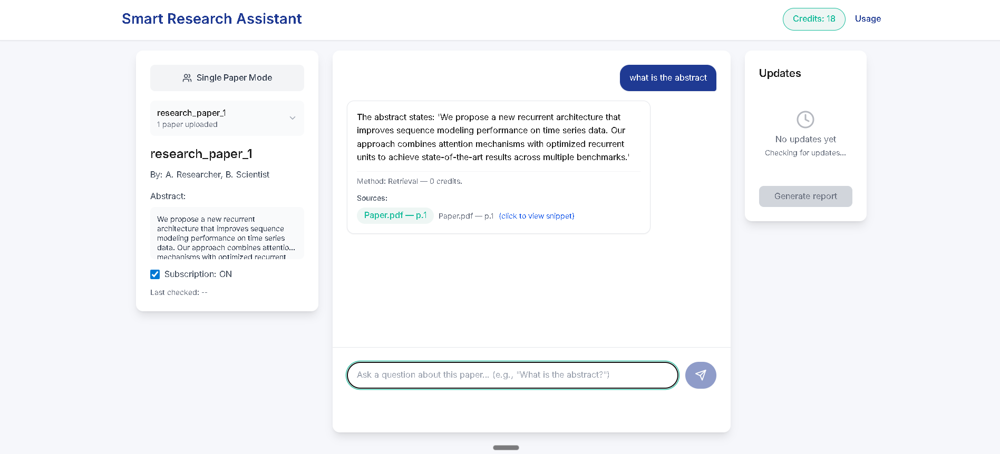 Smart Research Assistant
Credits: 18
Usage
Single Paper Mode
research_paper_1
1 paper uploaded
research_paper_1
By: A. Researcher, B. Scientist
Abstract:
We propose a new recurrent
architecture that improves sequence
modeling performance on time series
data. Our approach combines attentio...
mechanisms with optimized recurrent
Subscription: ON
Last checked: --
what is the abstract
The abstract states: 'We propose a new recurrent architecture that
improves sequence modeling performance on time series data. Our
approach combines attention mechanisms with optimized recurrent
units to achieve state-of-the-art results across multiple benchmarks.'
Method: Retrieval — 0 credits.
Sources:
Paper.pdf — p.1 Paper.pdf — p.1 (click to view snippet)
Ask a question about this paper... (e.g., "What is the abstract?")
Updates
No updates yet
Checking for updates...
Generate report